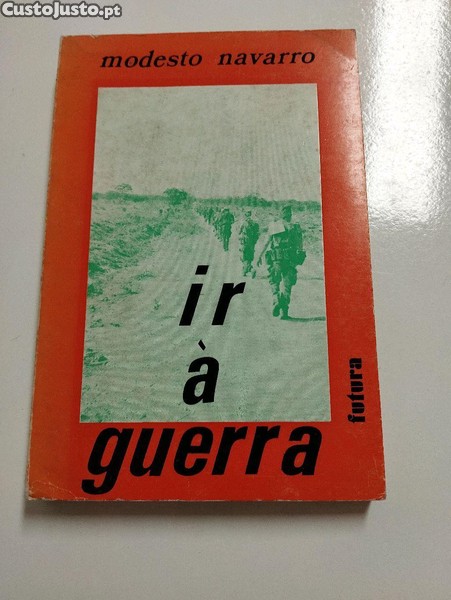 CustoJusto.pt
modesto navarro
ir
à
guerra
futura